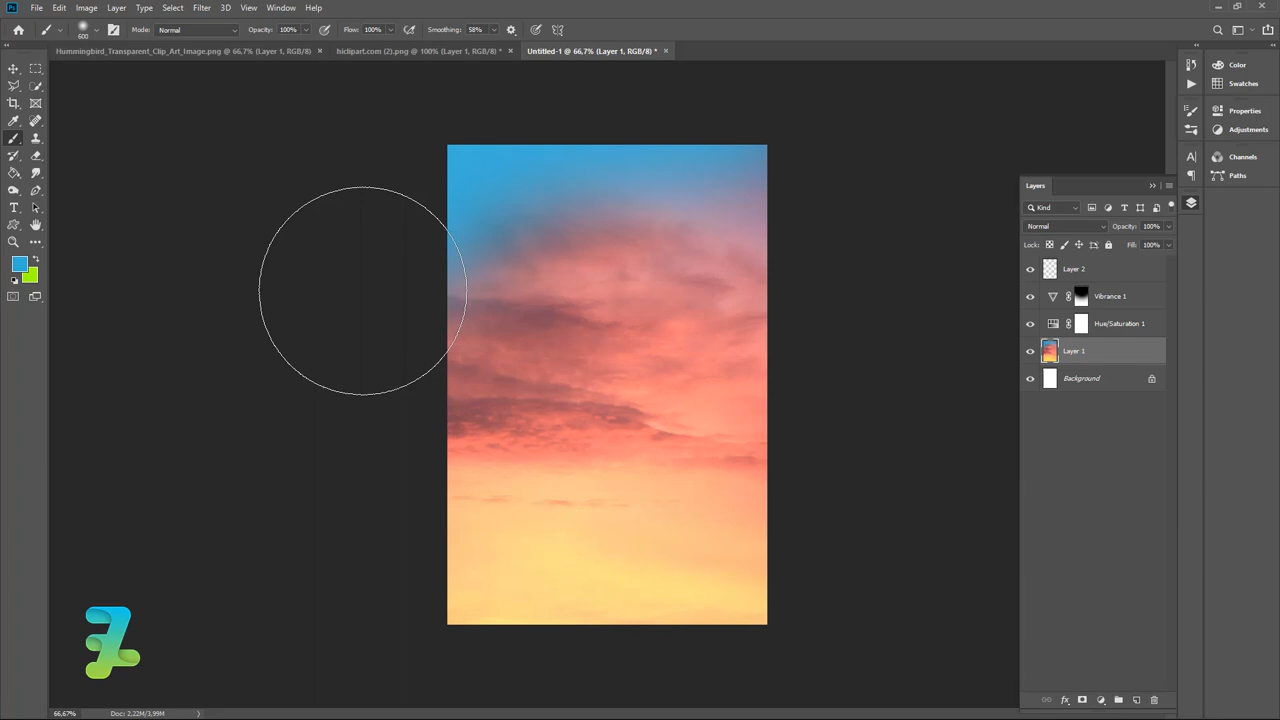 Ps File Edit Image Layer Type Select Filter 3D View Window Help
600 Mode: Normal Opacity: 100% Flow: 100% Smoothing: 58%
Hummingbird_Transparent_Clip_Art_Image.png @ 66,7% (Layer 1, RGB/8) * × hiclipart.com (2).png @ 100% (Layer 1, RGB/8) * × Untitled-1 @ 66,7% (Layer 1, RGB/8) * ×
Color
Swatches
Properties
Adjustments
Channels
Paths
Layers
Kind
Normal Opacity: 100%
Lock: Fill: 100%
Layer 2
Vibrance 1
Hue/Saturation 1
Layer 1
Background
66,67% Doc: 2,22M/3,99M